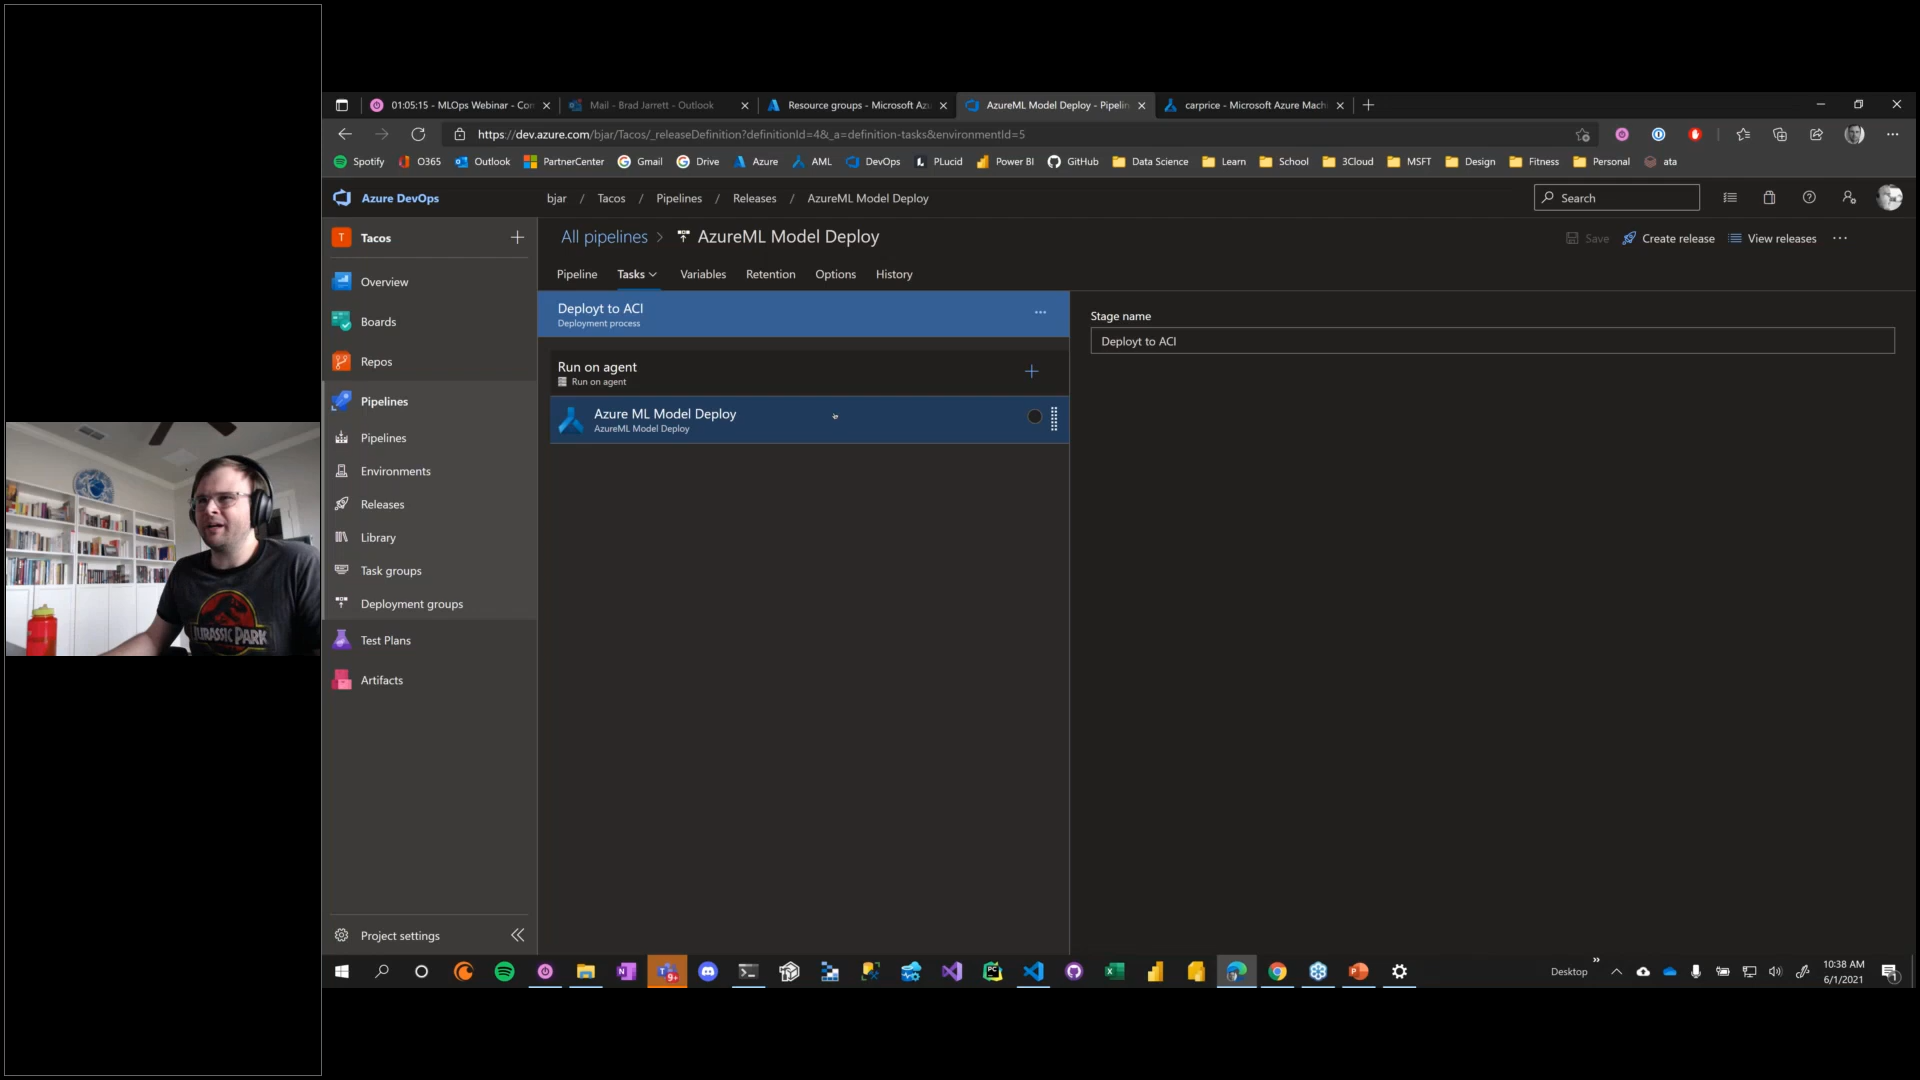 01:05:15 - MLOps Webinar - Con
Mail - Brad Jarrett - Outlook
Resource groups - Microsoft Azu
AzureML Model Deploy - Pipelin
carprice - Microsoft Azure Mach
https://dev.azure.com/bjar/Tacos/_releaseDefinition?definitionId=4&_a=definition-tasks&environmentId=5
Spotify
O365
Outlook
PartnerCenter
Gmail
Drive
Azure
AML
DevOps
PLucid
Power BI
GitHub
Data Science
Learn
School
3Cloud
MSFT
Design
Fitness
Personal
ata
Azure DevOps
bjar / Tacos / Pipelines / Releases / AzureML Model Deploy
Search
T Tacos
All pipelines > AzureML Model Deploy
Save
Create release
View releases
Pipeline
Tasks
Variables
Retention
Options
History
Overview
Boards
Repos
Pipelines
Pipelines
Environments
Releases
Library
Task groups
Deployment groups
Test Plans
Artifacts
Project settings
Deployt to ACI
Deployment process
Run on agent
Run on agent
Azure ML Model Deploy
AzureML Model Deploy
Stage name
Deployt to ACI
JURASSIC PARK
Desktop
10:38 AM
6/1/2021